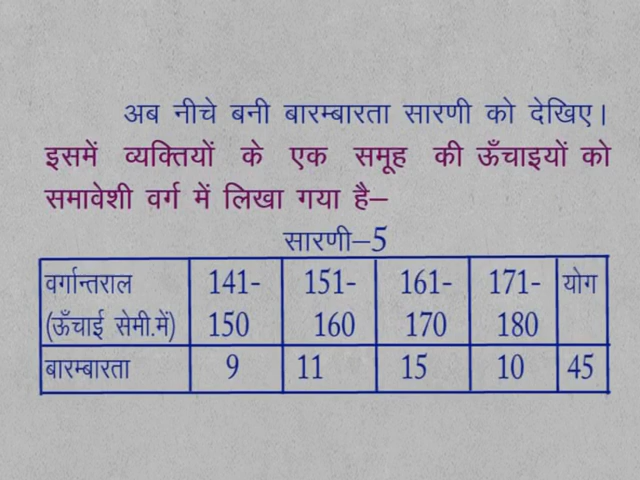 अब नीचे बनी बारम्बारता सारणी को देखिए।
इसमें व्यक्तियों के एक समूह की ऊँचाइयों को
समावेशी वर्ग में लिखा गया है–
सारणी–5
वर्गान्तराल 141- 151- 161- 171- योग
(ऊँचाई सेमी.में) 150 160 170 180
बारम्बारता 9 11 15 10 45